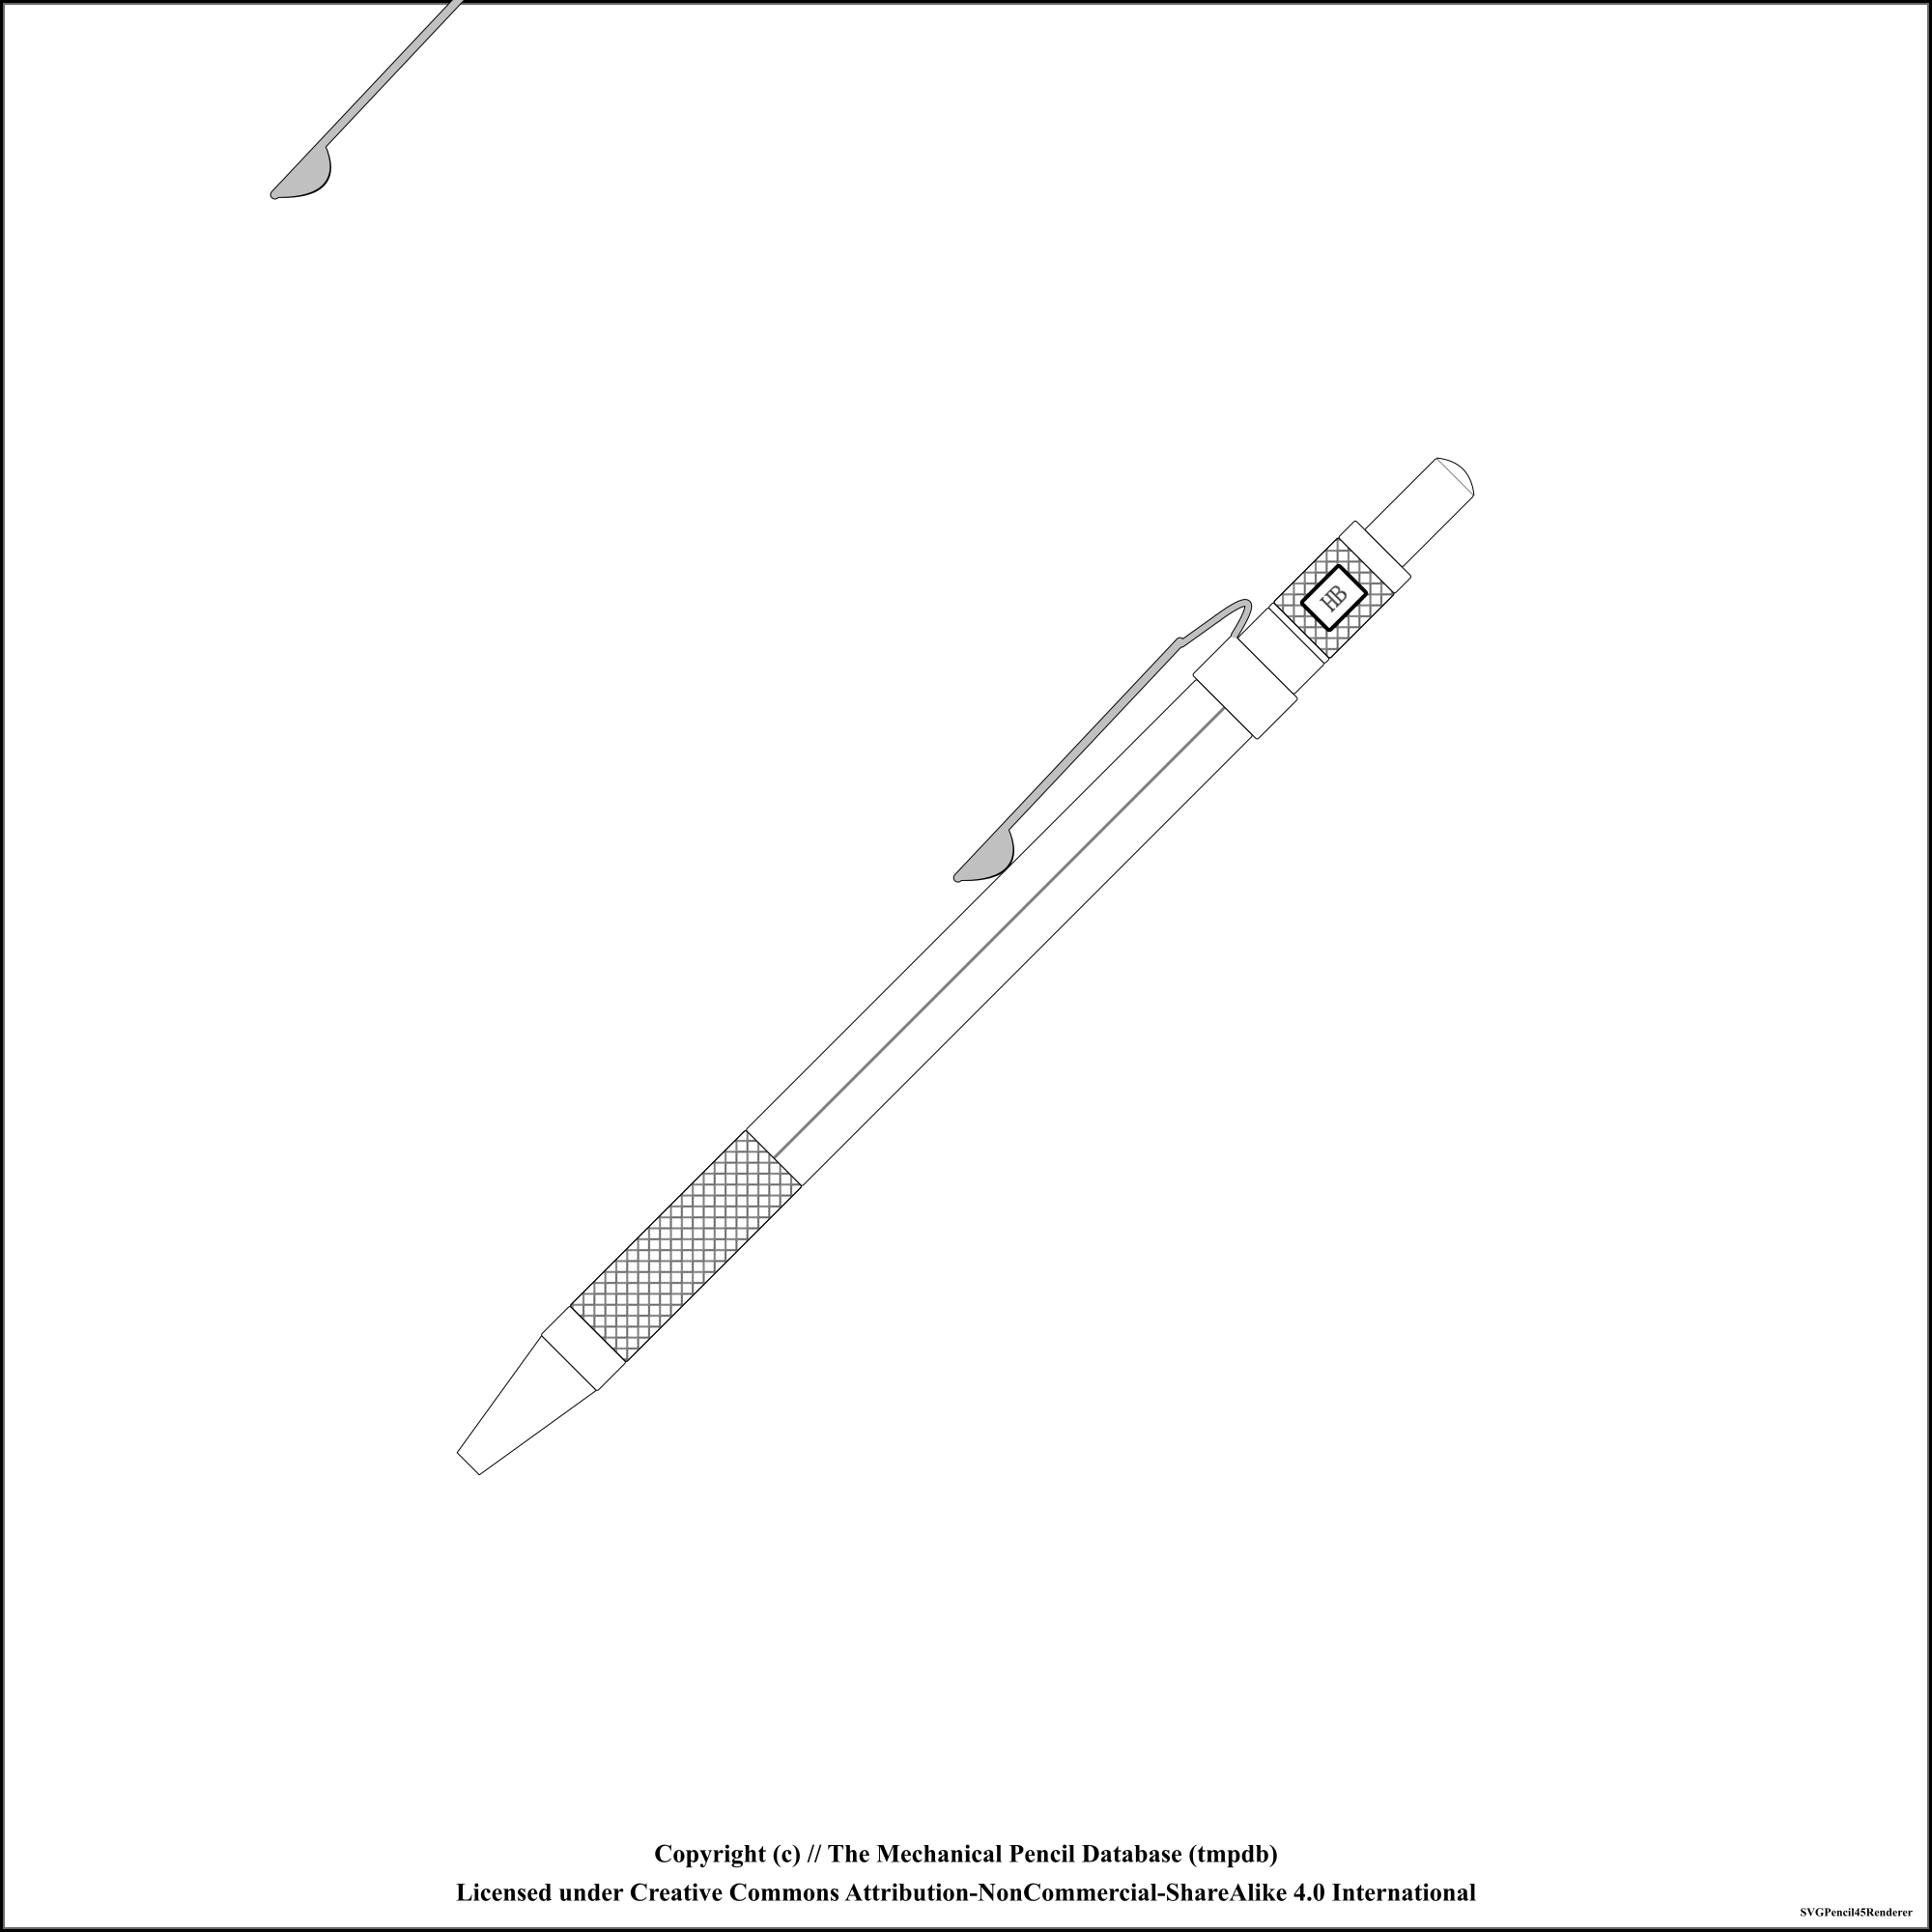 HB
Copyright (c) // The Mechanical Pencil Database (tmpdb)
Licensed under Creative Commons Attribution-NonCommercial-ShareAlike 4.0 International
SVGPencil45Renderer